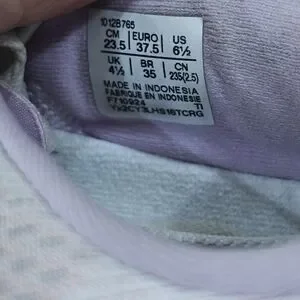 1012B765
CM EURO US
23.5 37.5 6½
UK BR CN
4½ 35 235(2.5)
MADE IN INDONESIA
FABRIQUE EN INDONESIE
F710924 TI